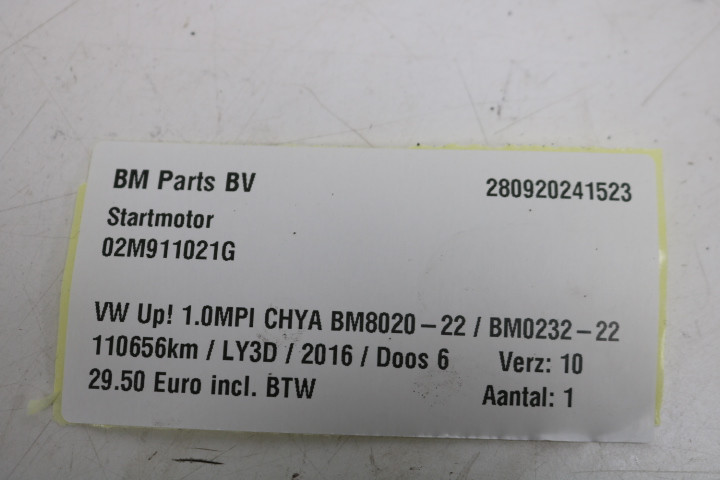 BM Parts BV 280920241523
Startmotor
02M911021G
VW Up! 1.0MPI CHYA BM8020-22 / BM0232-22
110656km / LY3D / 2016 / Doos 6 Verz: 10
29.50 Euro incl. BTW Aantal: 1